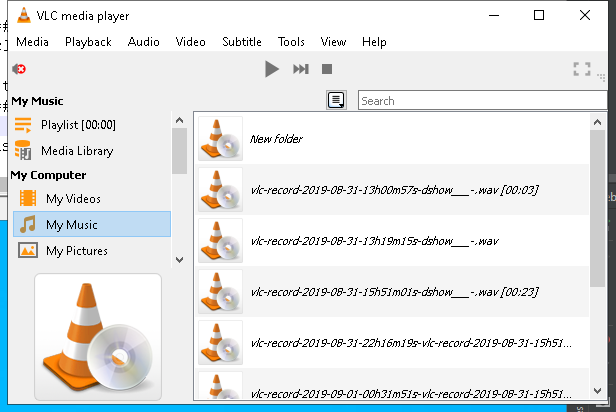 VLC media player
Media Playback Audio Video Subtitle Tools View Help
Search
My Music
Playlist [00:00]
Media Library
My Computer
My Videos
My Music
My Pictures
New folder
vlc-record-2019-08-31-13h00m57s-dshow___-.wav [00:03]
vlc-record-2019-08-31-13h19m15s-dshow___-.wav
vlc-record-2019-08-31-15h51m01s-dshow___-.wav [00:23]
vlc-record-2019-08-31-22h16m19s-vlc-record-2019-08-31-15h51...
vlc-record-2019-09-01-00h31m51s-vlc-record-2019-08-31-15h51...